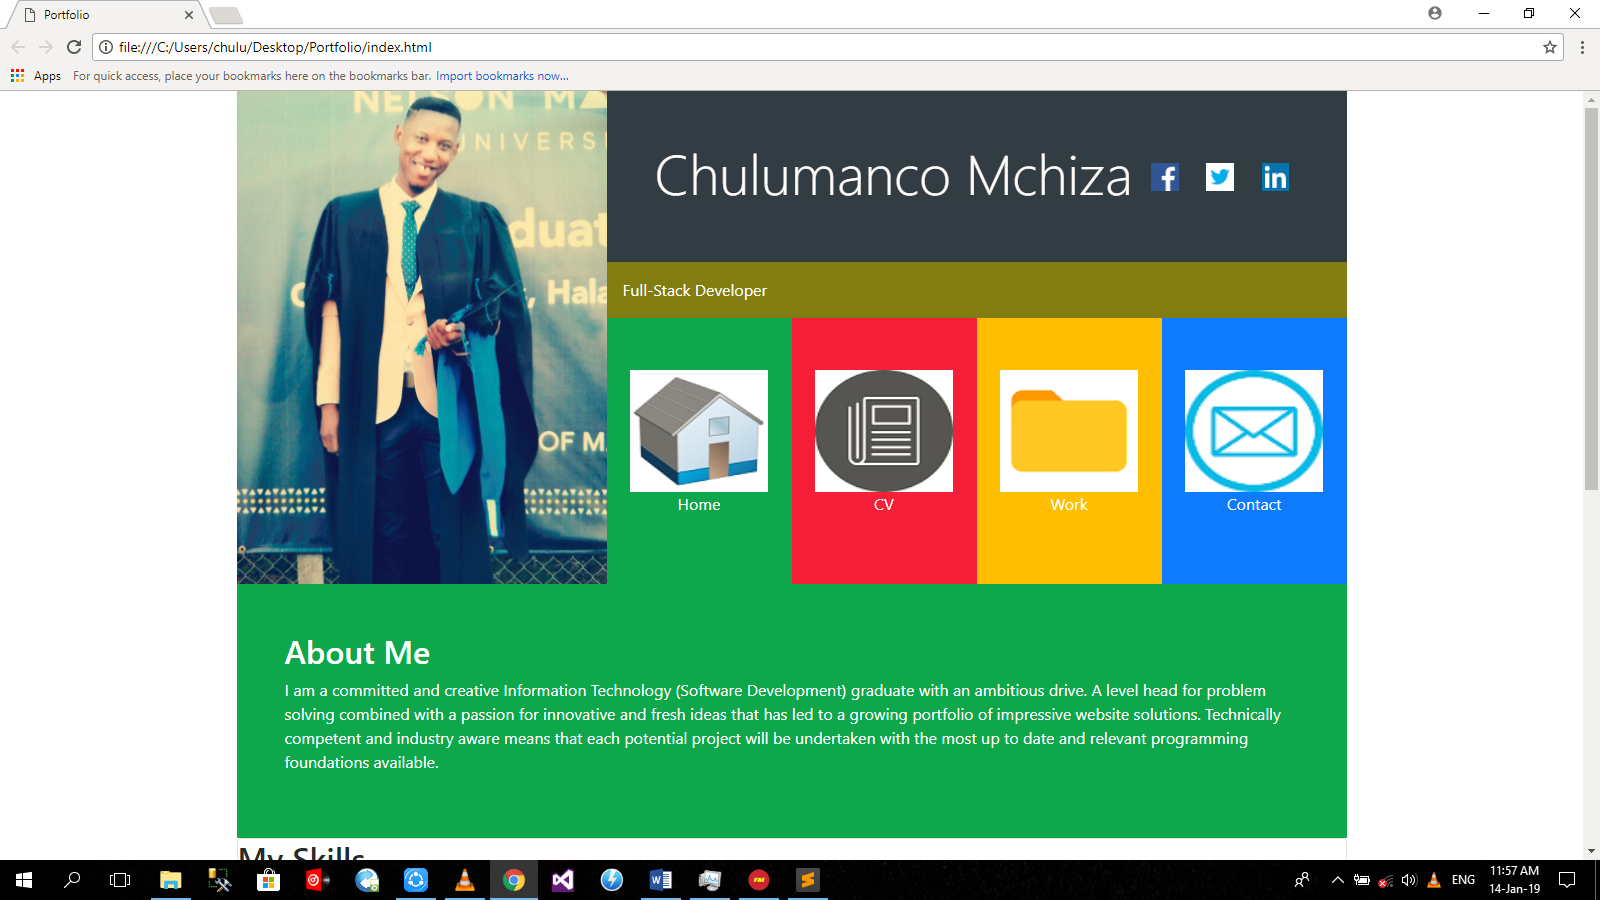 Portfolio
file:///C:/Users/chulu/Desktop/Portfolio/index.html
Apps For quick access, place your bookmarks here on the bookmarks bar. Import bookmarks now...
NELSON MA
UNIVERSI
Chulumanco Mchiza
in
Full-Stack Developer
duat
, Hala
OF M
Home
CV
Work
Contact
About Me
I am a committed and creative Information Technology (Software Development) graduate with an ambitious drive. A level head for problem
solving combined with a passion for innovative and fresh ideas that has led to a growing portfolio of impressive website solutions. Technically
competent and industry aware means that each potential project will be undertaken with the most up to date and relevant programming
foundations available.
My Skills
ENG
11:57 AM
14-Jan-19